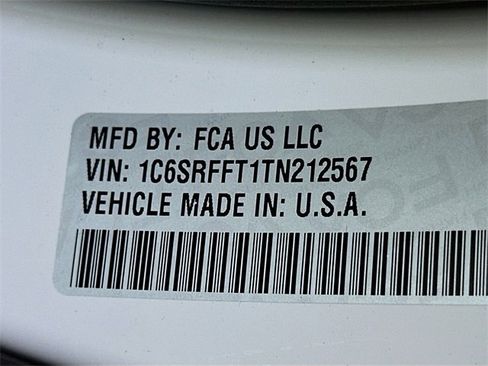 MFD BY: FCA US LLC
VIN: 1C6SRFFT1TN212567
VEHICLE MADE IN: U.S.A.